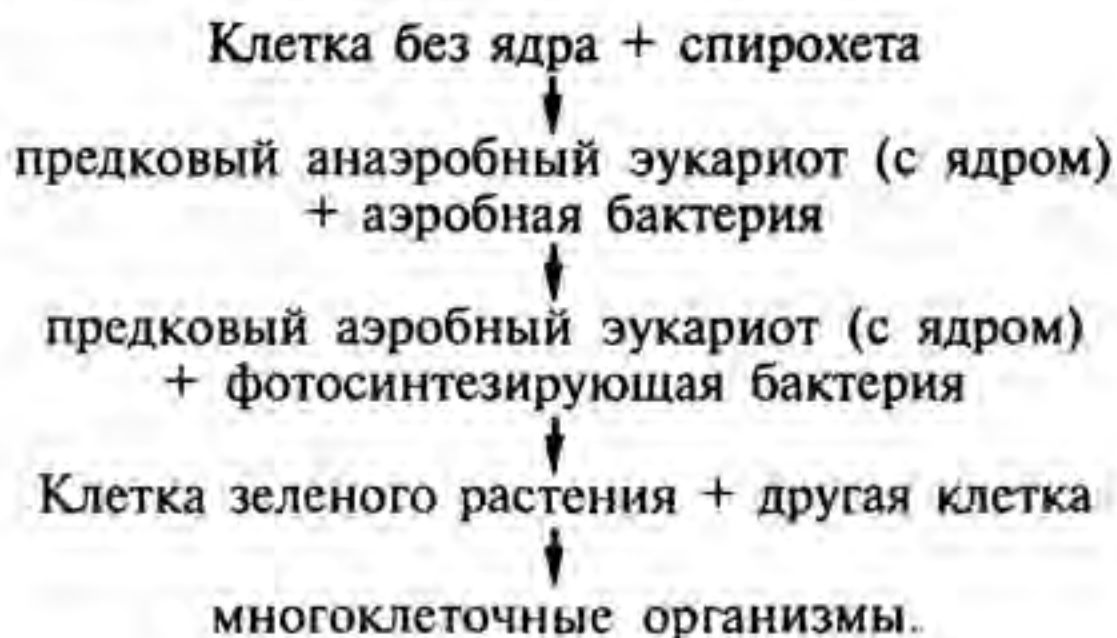 Клетка без ядра + спирохета
предковый анаэробный эукариот (с ядром)
+ аэробная бактерия
предковый аэробный эукариот (с ядром)
+ фотосинтезирующая бактерия
Клетка зеленого растения + другая клетка
многоклеточные организмы.